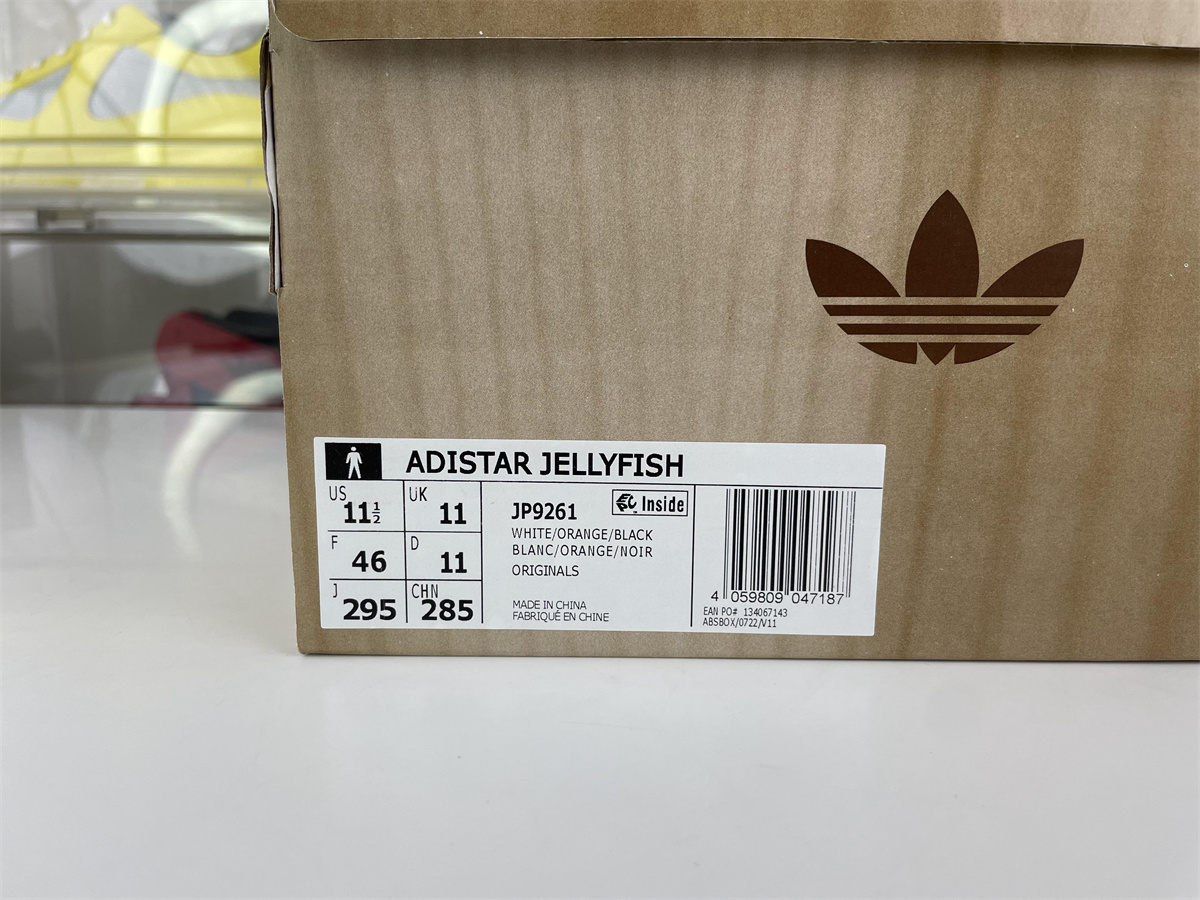 ADISTAR JELLYFISH
US 11½
UK 11
F 46
D 11
J 295
CHN 285
JP9261
Inside
WHITE/ORANGE/BLACK
BLANC/ORANGE/NOIR
ORIGINALS
MADE IN CHINA
FABRIQUÉ EN CHINE
4 059809 047187
EAN PO# 134067143
ABSBOX/0722/V11